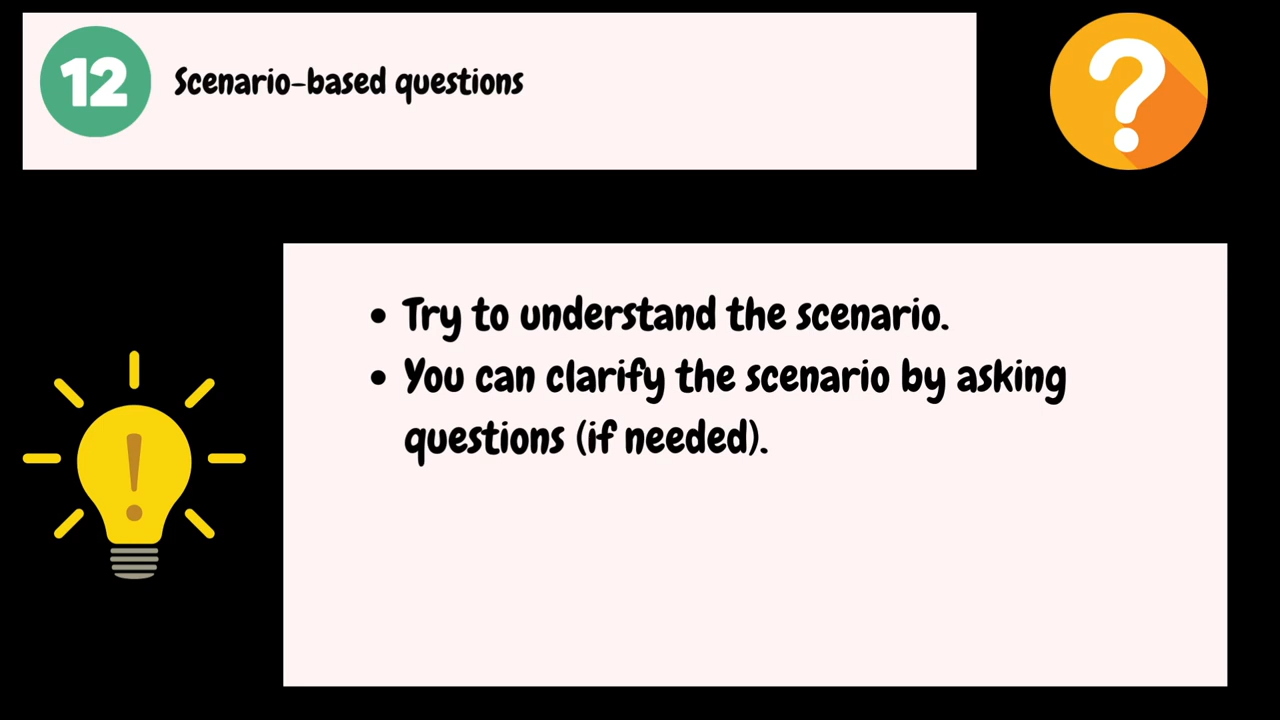 12
Scenario-based questions
?
!
• Try to understand the scenario.
• You can clarify the scenario by asking
questions (if needed).